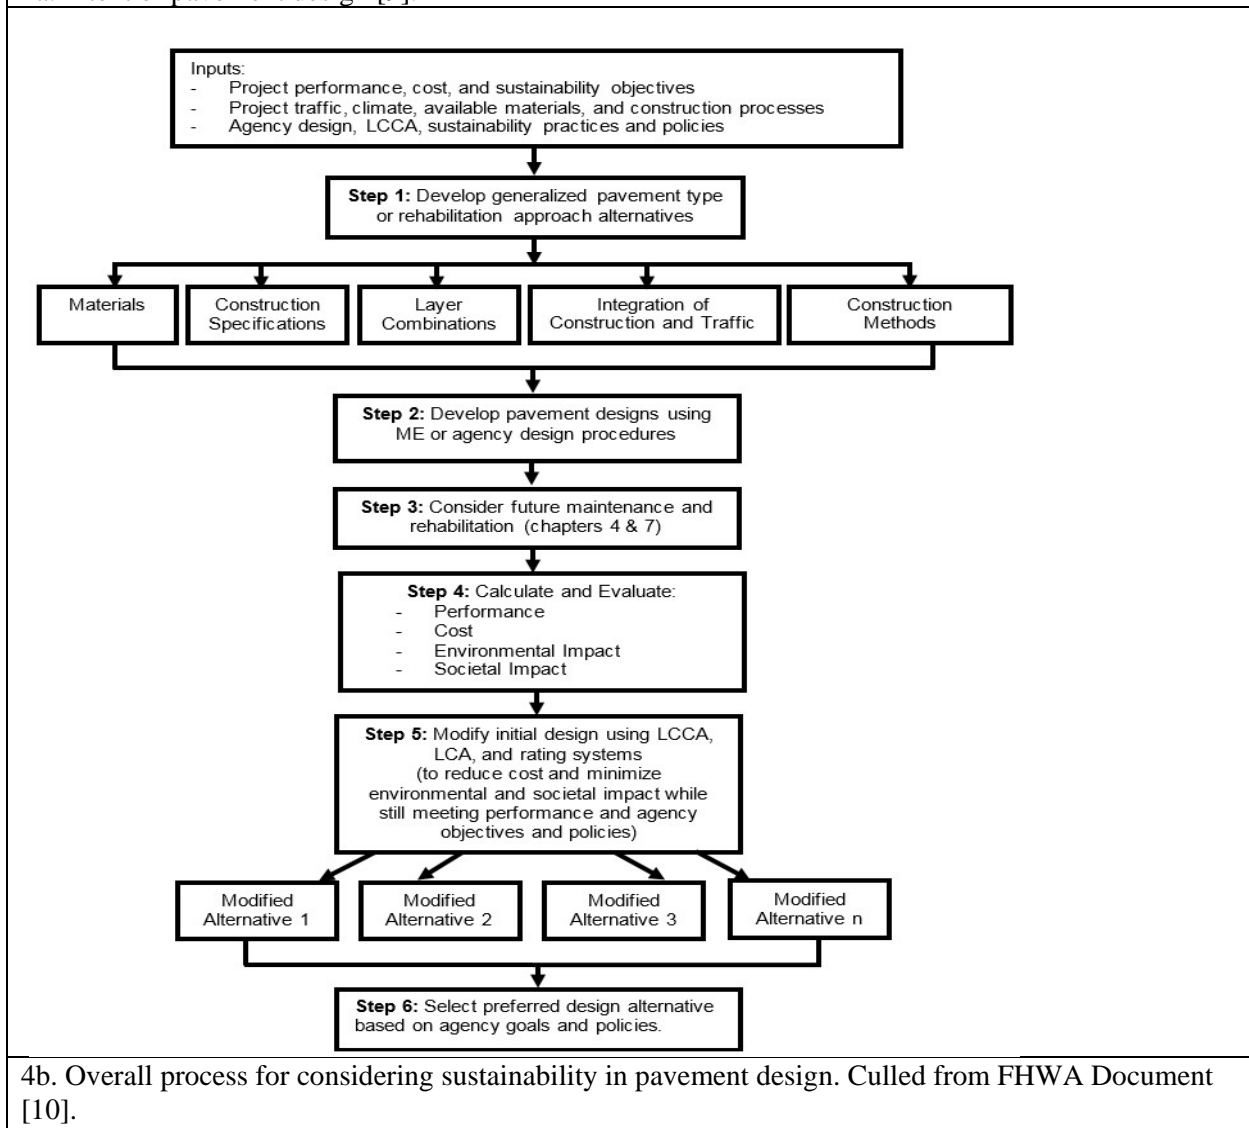 Inputs:
- Project performance, cost, and sustainability objectives
- Project traffic, climate, available materials, and construction processes
- Agency design, LCCA, sustainability practices and policies
Step 1: Develop generalized pavement type
or rehabilitation approach alternatives
Materials
Construction
Specifications
Layer
Combinations
Integration of
Construction and Traffic
Construction
Methods
Step 2: Develop pavement designs using
ME or agency design procedures
Step 3: Consider future maintenance and
rehabilitation (chapters 4 & 7)
Step 4: Calculate and Evaluate:
- Performance
- Cost
- Environmental Impact
- Societal Impact
Step 5: Modify initial design using LCCA,
LCA, and rating systems
(to reduce cost and minimize
environmental and societal impact while
still meeting performance and agency
objectives and policies)
Modified
Alternative 1
Modified
Alternative 2
Modified
Alternative 3
Modified
Alternative n
Step 6: Select preferred design alternative
based on agency goals and policies.
4b. Overall process for considering sustainability in pavement design. Culled from FHWA Document
[10].